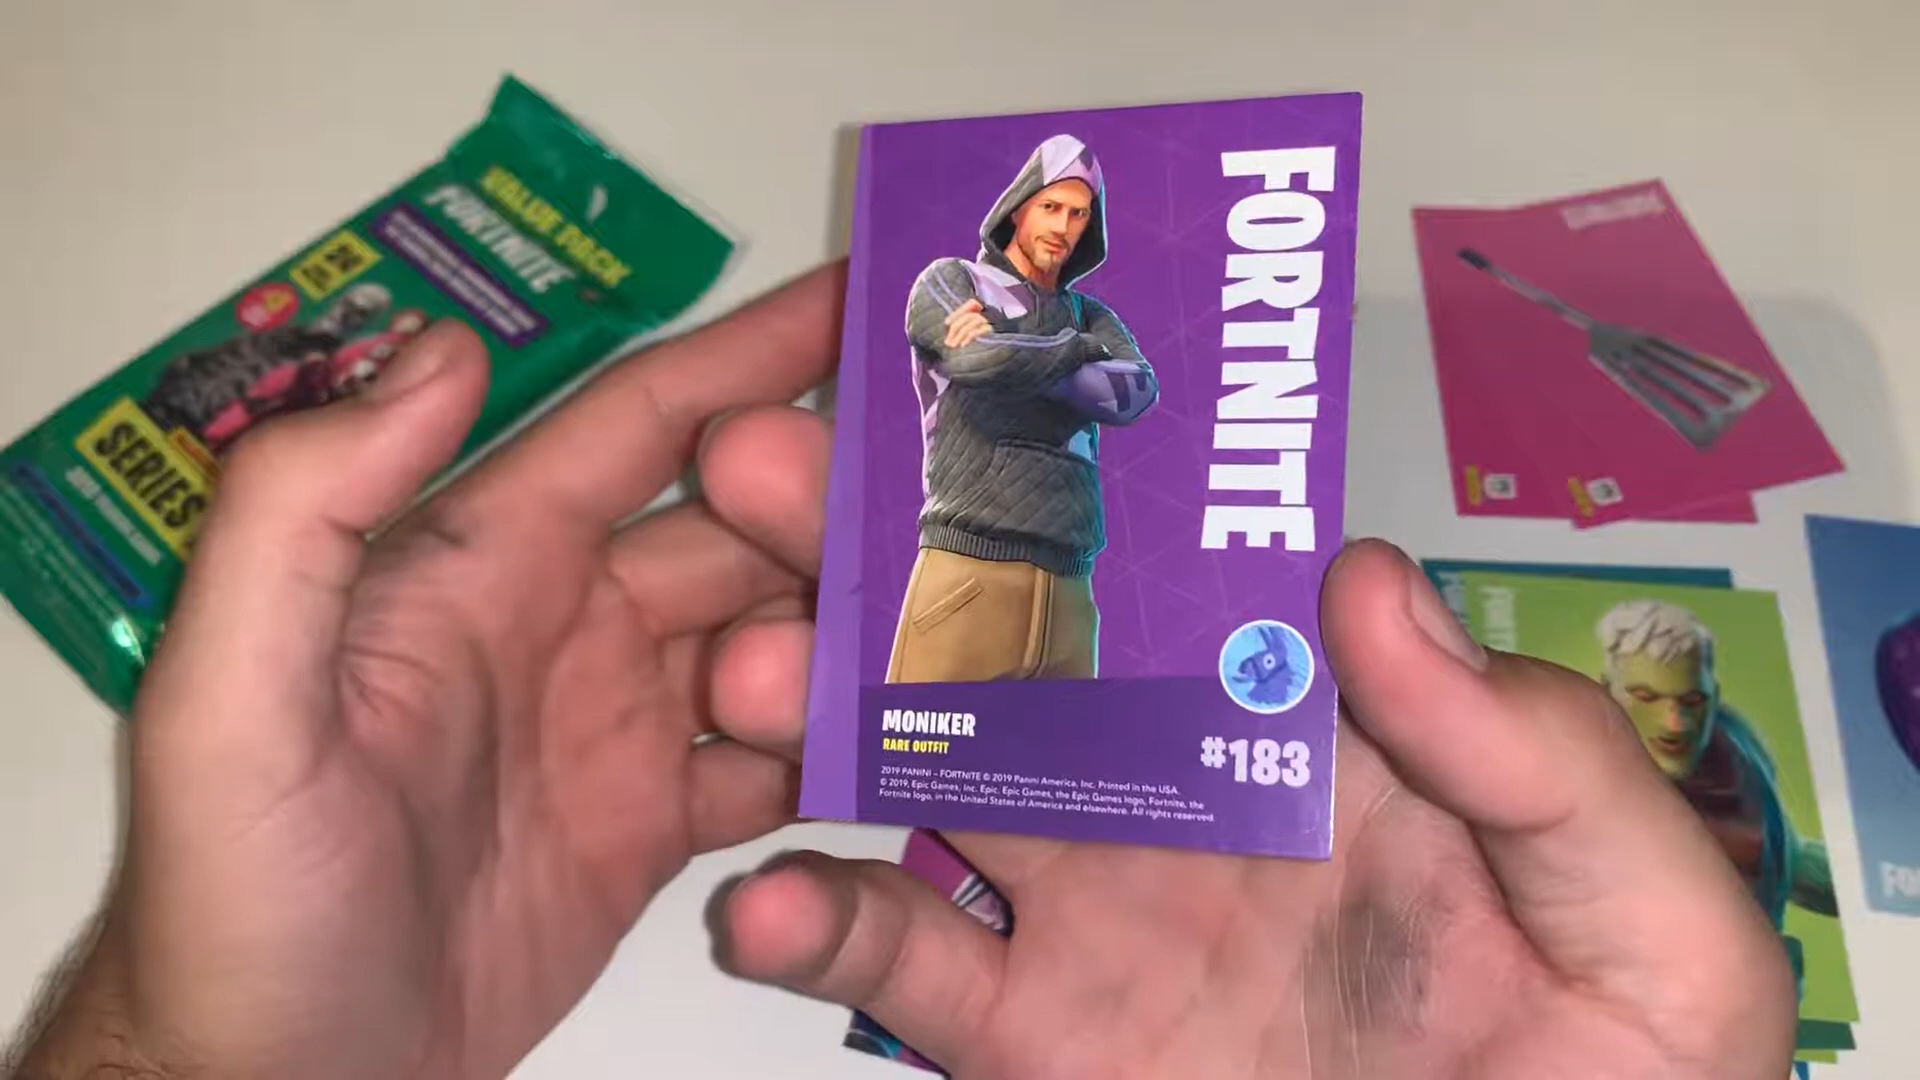 VALUE PACK
FORTNITE
24
SERIES
FORTNITE
MONIKER
RARE OUTFIT
#183
2019 PANINI – FORTNITE © 2019 Panini America, Inc. Printed in the USA.
© 2019, Epic Games, Inc. Epic, Epic Games, the Epic Games logo, Fortnite, the
Fortnite logo, in the United States of America and elsewhere. All rights reserved.